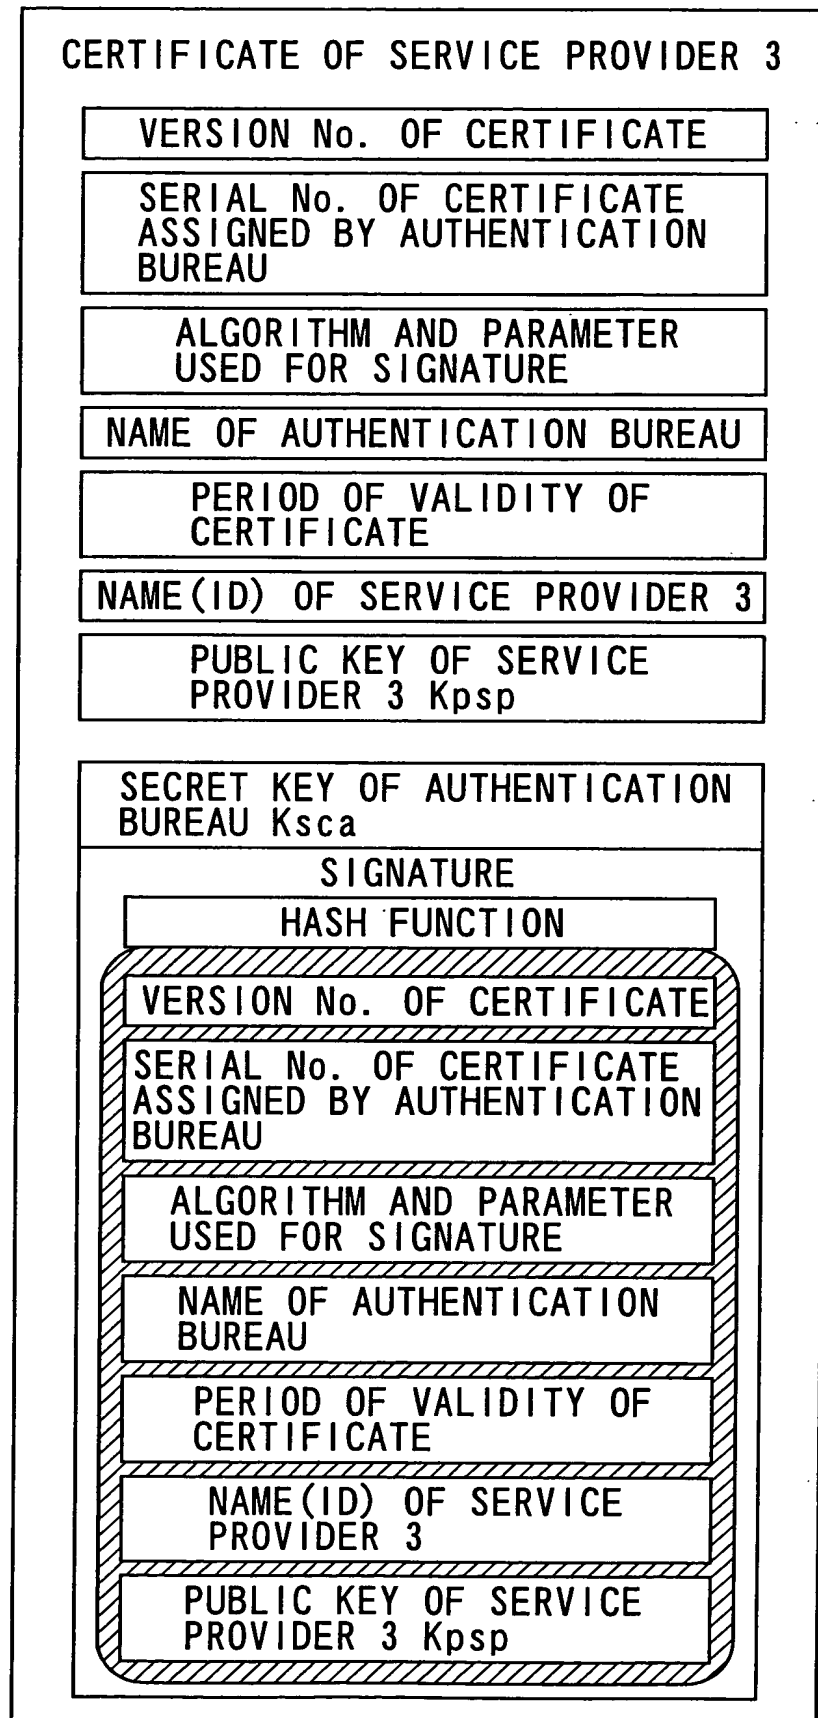 CERTIFICATE OF SERVICE PROVIDER 3
VERSION No. OF CERTIFICATE
SERIAL No. OF CERTIFICATE
ASSIGNED BY AUTHENTICATION
BUREAU
ALGORITHM AND PARAMETER
USED FOR SIGNATURE
NAME OF AUTHENTICATION BUREAU
PERIOD OF VALIDITY OF
CERTIFICATE
NAME(ID) OF SERVICE PROVIDER 3
PUBLIC KEY OF SERVICE
PROVIDER 3 Kpsp
SECRET KEY OF AUTHENTICATION
BUREAU Ksca
SIGNATURE
HASH FUNCTION
VERSION No. OF CERTIFICATE
SERIAL No. OF CERTIFICATE
ASSIGNED BY AUTHENTICATION
BUREAU
ALGORITHM AND PARAMETER
USED FOR SIGNATURE
NAME OF AUTHENTICATION
BUREAU
PERIOD OF VALIDITY OF
CERTIFICATE
NAME(ID) OF SERVICE
PROVIDER 3
PUBLIC KEY OF SERVICE
PROVIDER 3 Kpsp